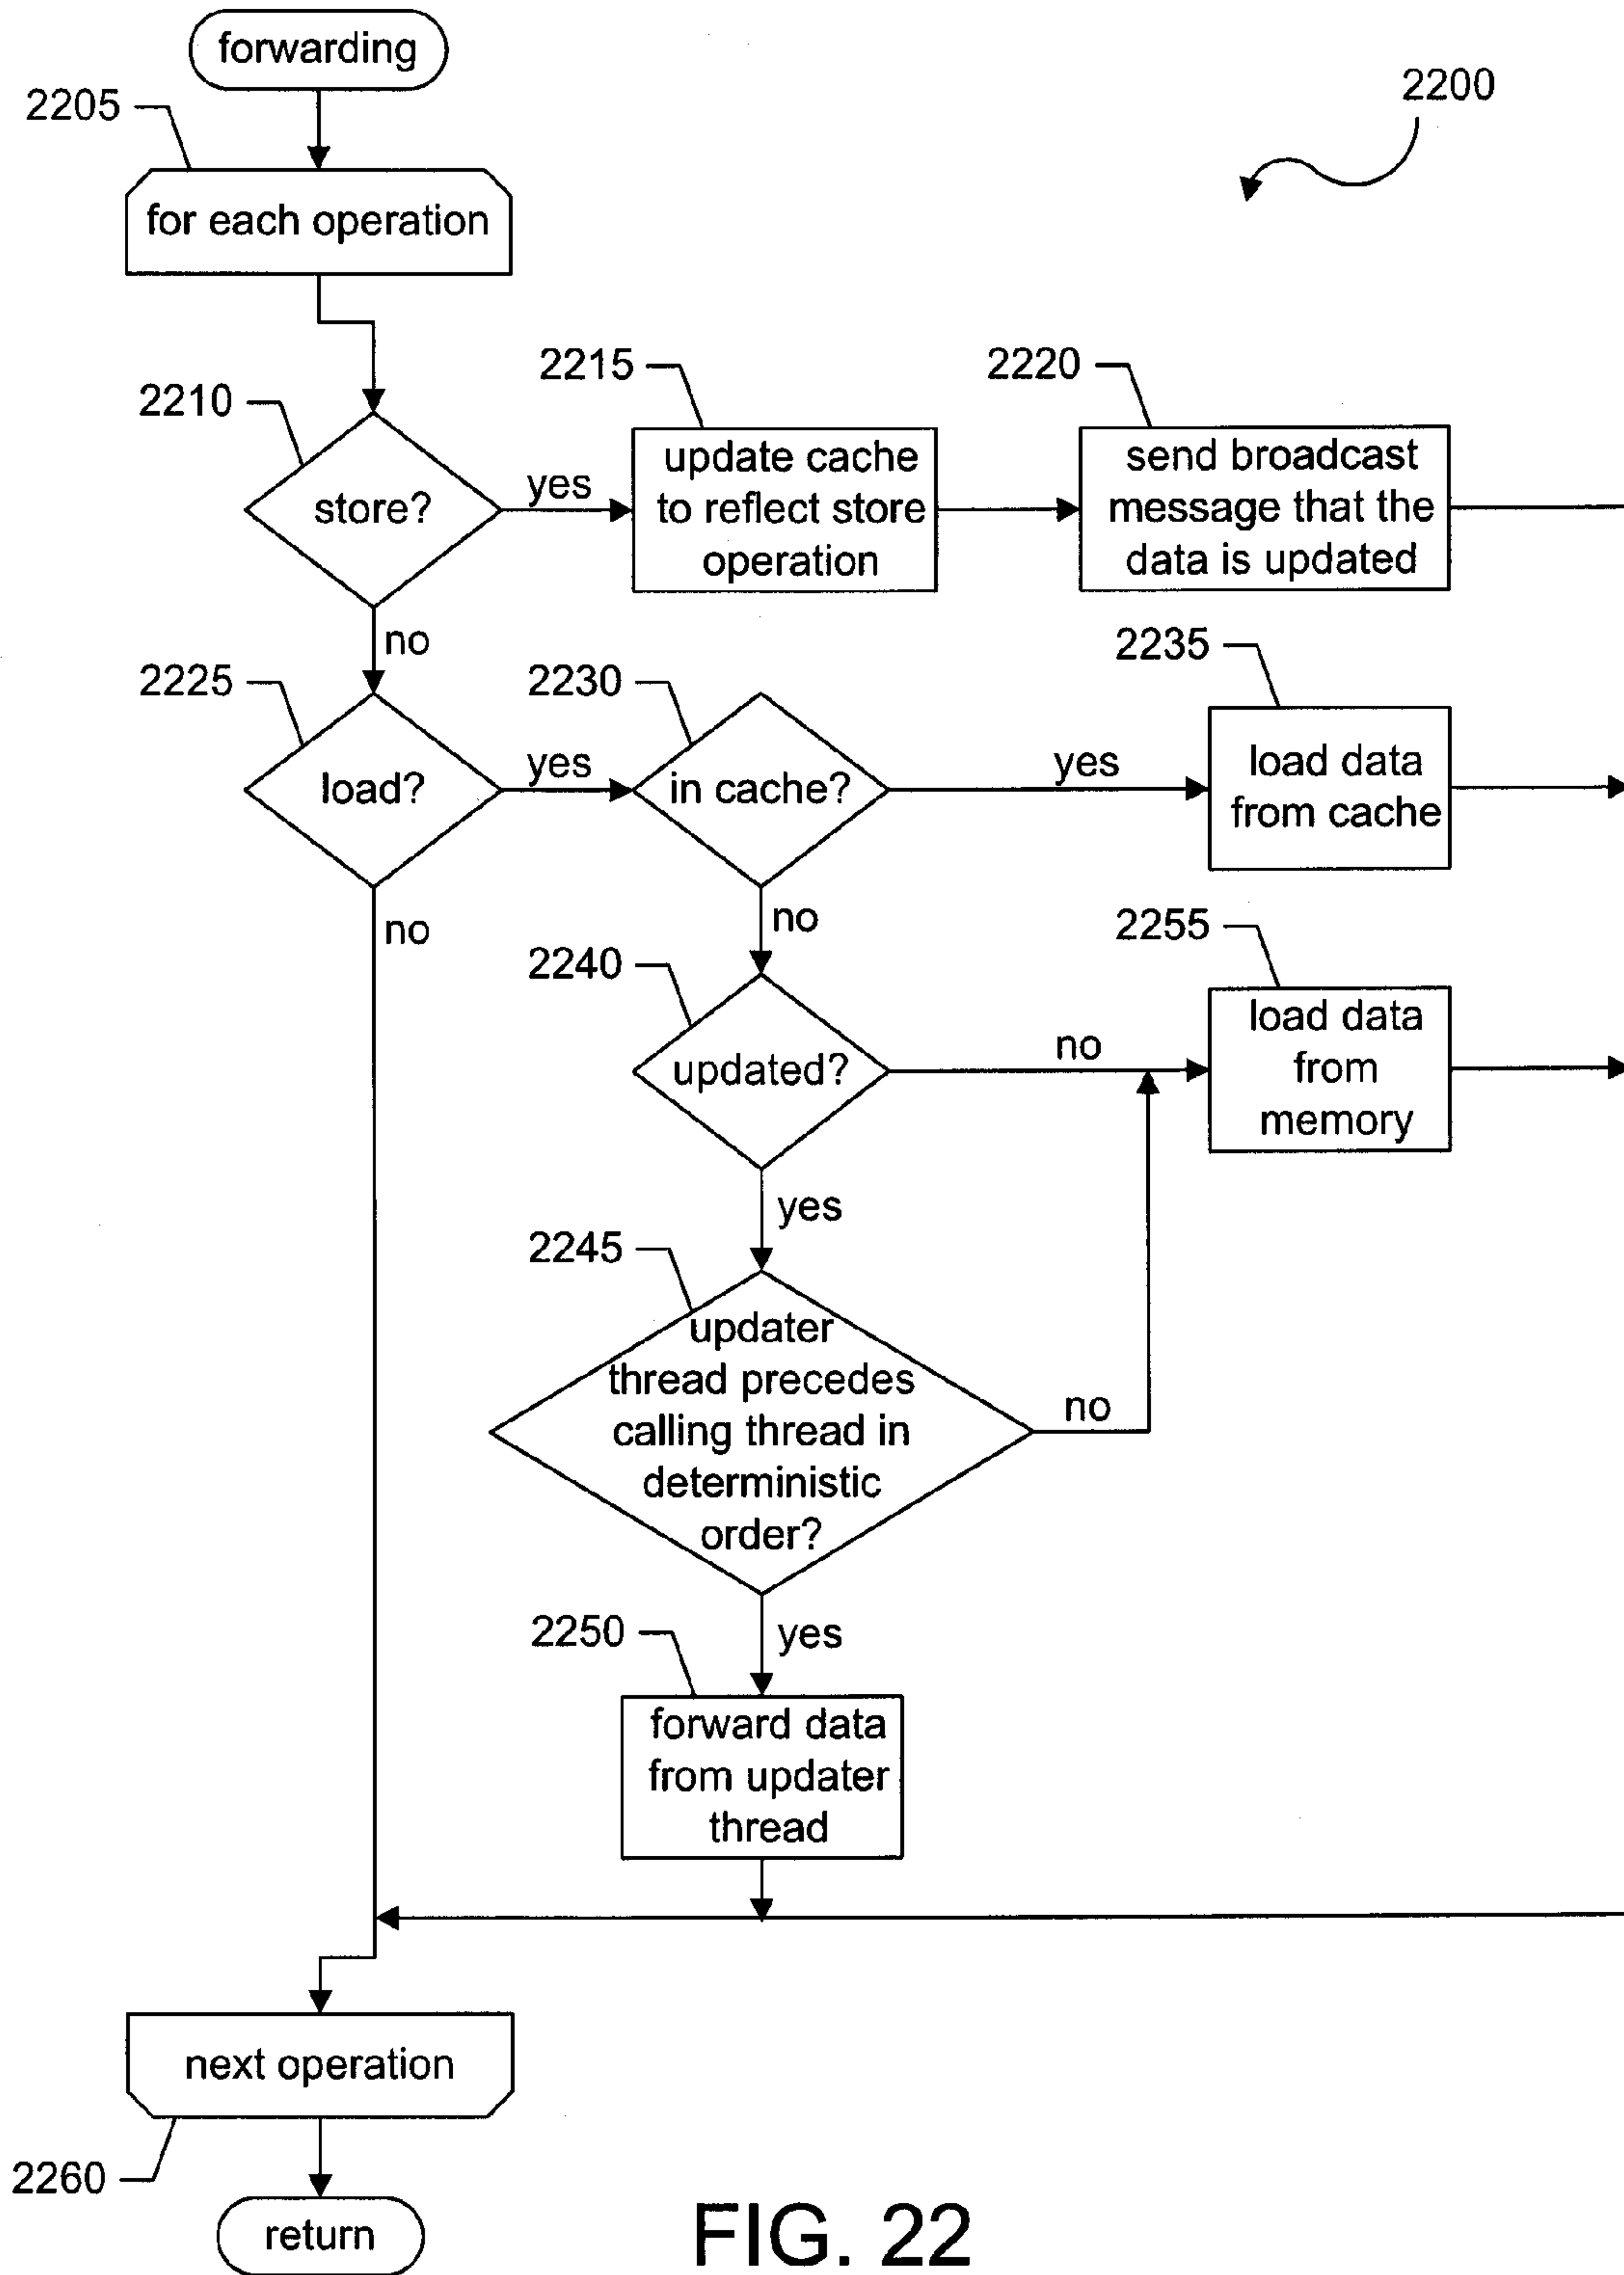 forwarding
2200
2205
for each operation
2215
2220
2210
update cache
to reflect store
operation
send broadcast
message that the
data is updated
store?
yes
no
2235
2225
2230
load?
yes
in cache?
yes
load data
from cache
no
no
2255
2240
updated?
no
load data
from
memory
yes
2245
updater
thread precedes
calling thread in
deterministic
order?
no
2250
yes
forward data
from updater
thread
next operation
2260
return
FIG. 22